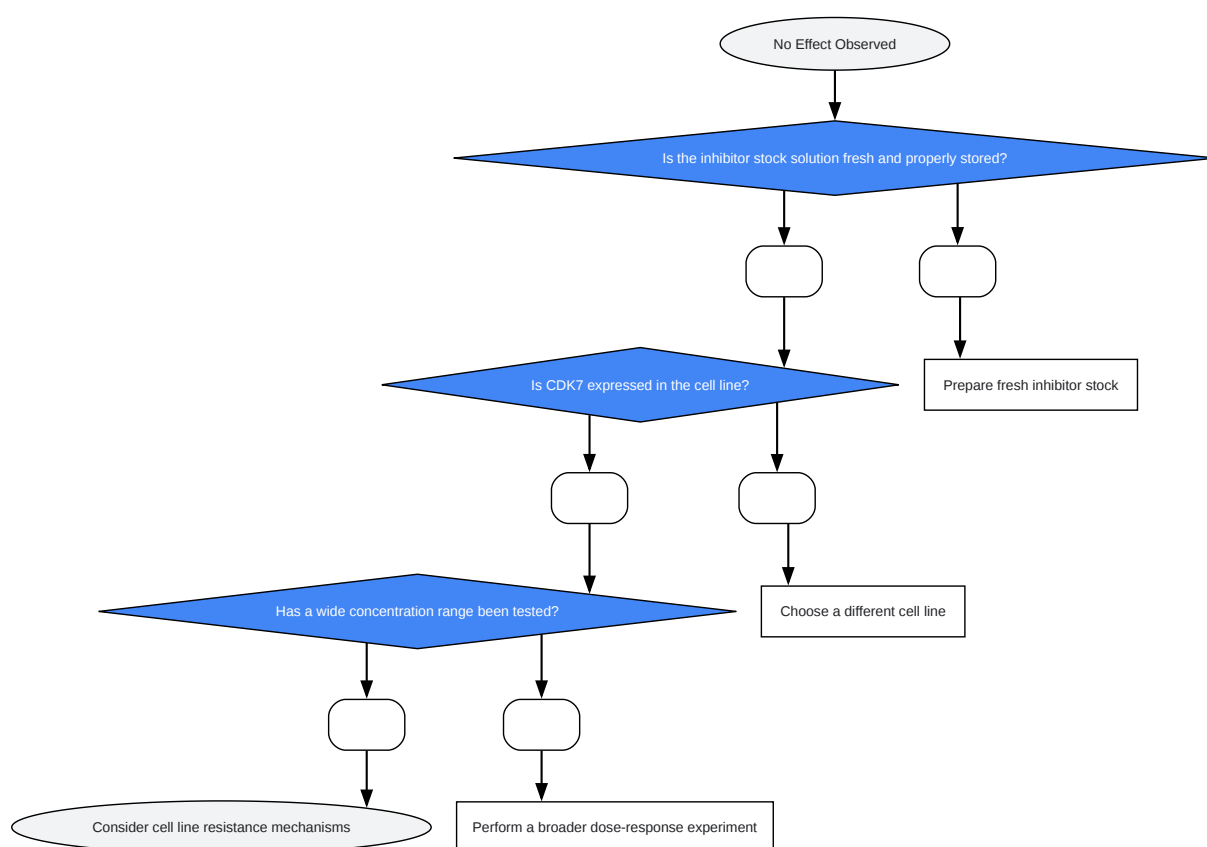 No Effect Observed
Is the inhibitor stock solution fresh and properly stored?
Is CDK7 expressed in the cell line?
Prepare fresh inhibitor stock
Has a wide concentration range been tested?
Choose a different cell line
Consider cell line resistance mechanisms
Perform a broader dose-response experiment